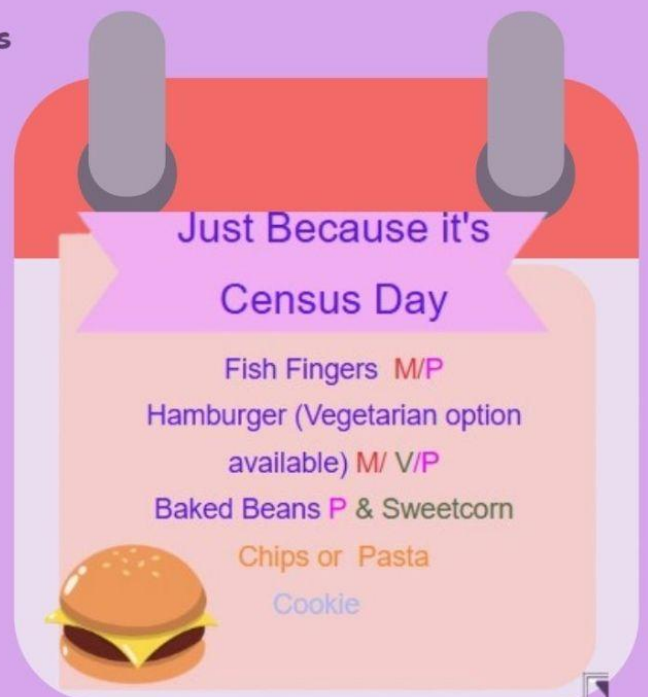 s
Just Because it's
Census Day
Fish Fingers M/P
Hamburger (Vegetarian option
available) M/ V/P
Baked Beans P & Sweetcorn
Chips or Pasta
Cookie